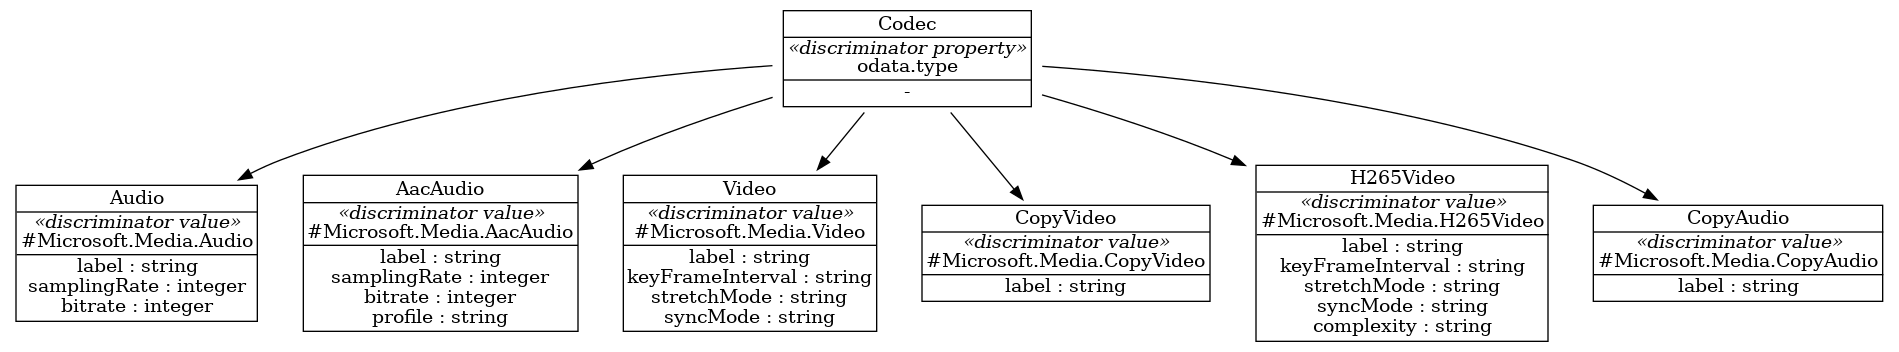 Codec
«discriminator property»
odata.type
-
Audio
«discriminator value»
#Microsoft.Media.Audio
label : string
samplingRate : integer
bitrate : integer
AacAudio
«discriminator value»
#Microsoft.Media.AacAudio
label : string
samplingRate : integer
bitrate : integer
profile : string
Video
«discriminator value»
#Microsoft.Media.Video
label : string
keyFrameInterval : string
stretchMode : string
syncMode : string
CopyVideo
«discriminator value»
#Microsoft.Media.CopyVideo
label : string
H265Video
«discriminator value»
#Microsoft.Media.H265Video
label : string
keyFrameInterval : string
stretchMode : string
syncMode : string
complexity : string
CopyAudio
«discriminator value»
#Microsoft.Media.CopyAudio
label : string